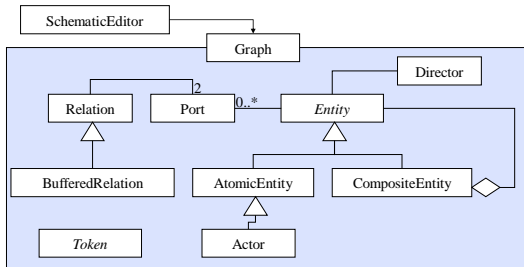 SchematicEditor
Graph
Director
2
0..*
Relation
Port
Entity
BufferedRelation
AtomicEntity
CompositeEntity
Token
Actor